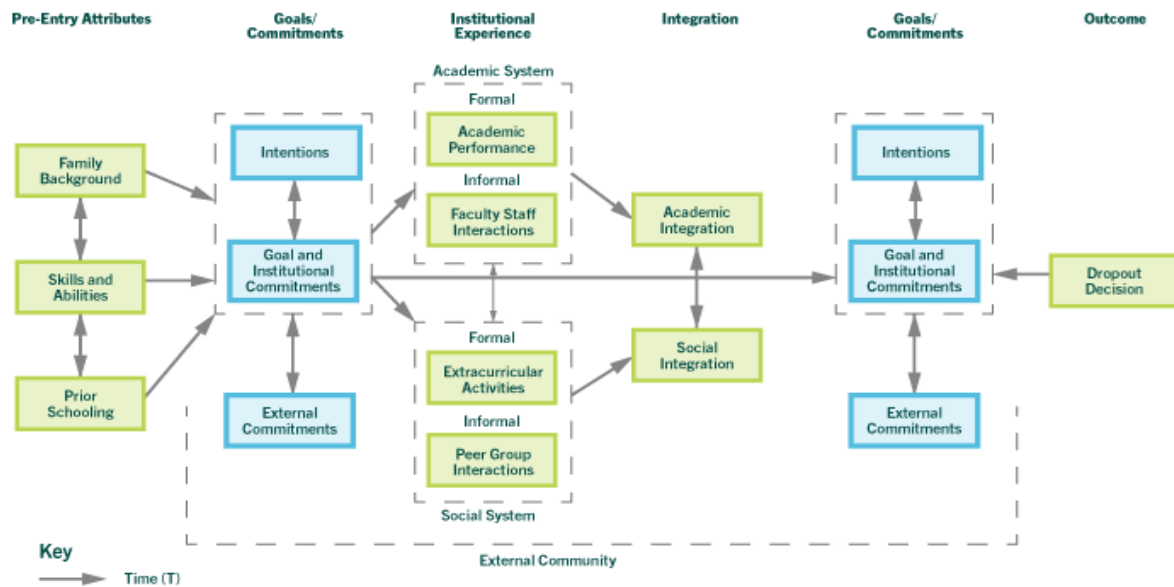 Pre-Entry Attributes
Goals/
Commitments
Institutional
Experience
Integration
Goals/
Commitments
Outcome
Academic System
Formal
Academic
Performance
Informal
Faculty Staff
Interactions
Family
Background
Skills and
Abilities
Prior
Schooling
Intentions
Goal and
Institutional
Commitments
External
Commitments
Formal
Extracurricular
Activities
Informal
Peer Group
Interactions
Social System
Academic
Integration
Social
Integration
Intentions
Goal and
Institutional
Commitments
External
Commitments
Dropout
Decision
External Community
Key
Time (T)